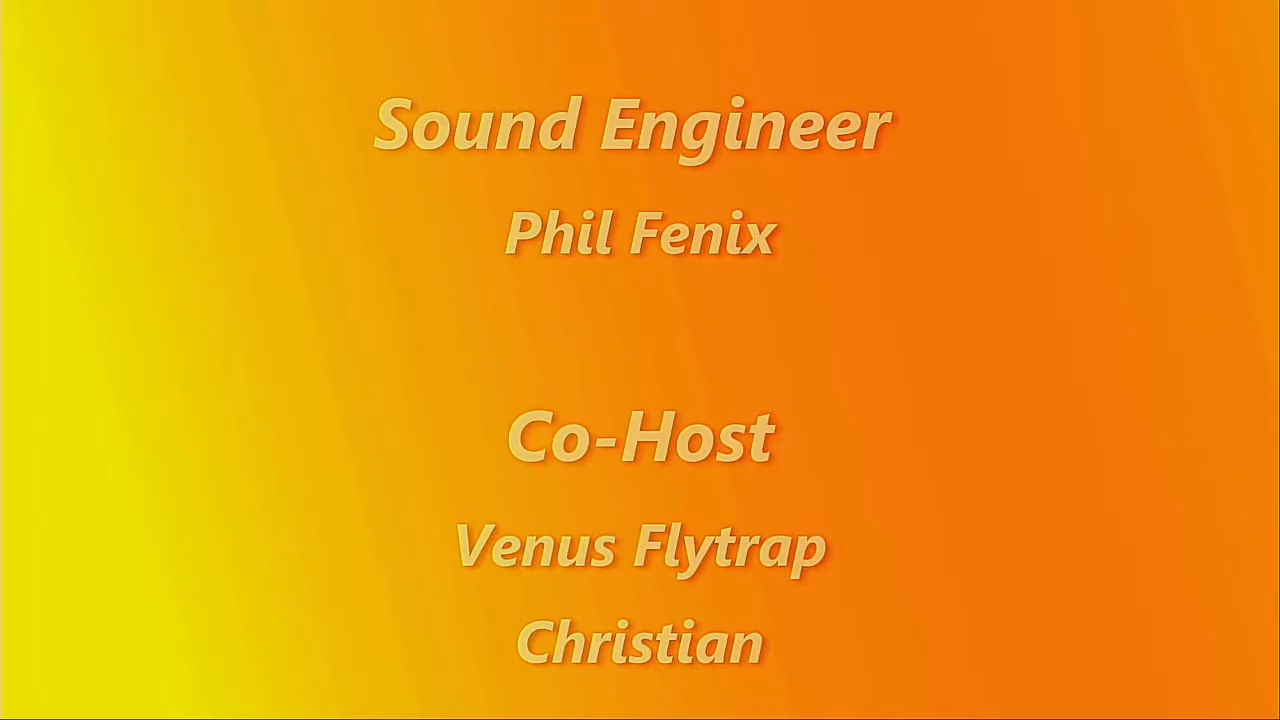 Sound Engineer
Phil Fenix
Co-Host
Venus Flytrap
Christian